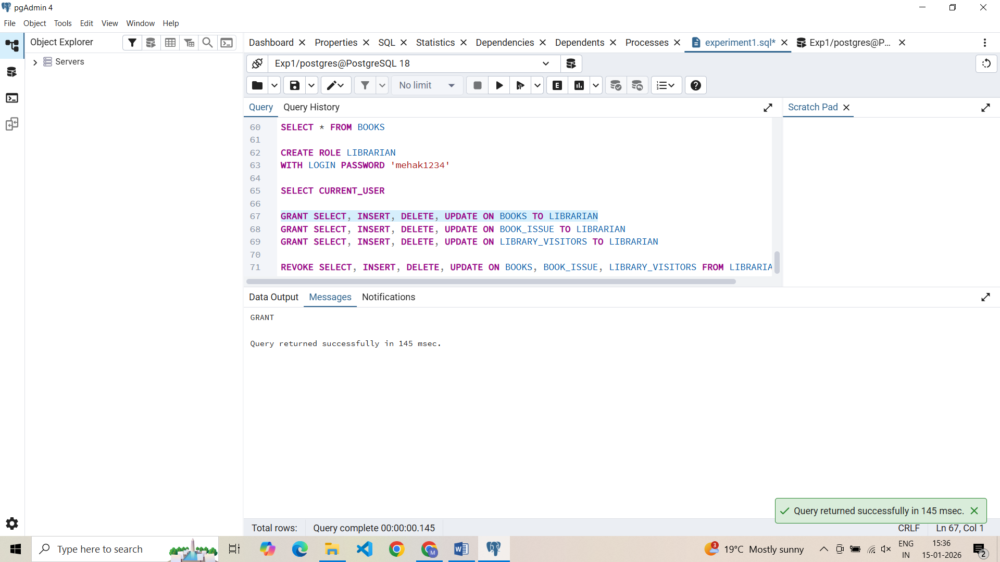 pgAdmin 4
File Object Tools Edit View Window Help
Object Explorer
Dashboard Properties SQL Statistics Dependencies Dependents Processes experiment1.sql* Exp1/postgres@P...
Servers
Exp1/postgres@PostgreSQL 18
No limit
E
Query Query History
Scratch Pad
60 SELECT * FROM BOOKS
61
62 CREATE ROLE LIBRARIAN
63 WITH LOGIN PASSWORD 'mehak1234'
64
65 SELECT CURRENT_USER
66
67 GRANT SELECT, INSERT, DELETE, UPDATE ON BOOKS TO LIBRARIAN
68 GRANT SELECT, INSERT, DELETE, UPDATE ON BOOK_ISSUE TO LIBRARIAN
69 GRANT SELECT, INSERT, DELETE, UPDATE ON LIBRARY_VISITORS TO LIBRARIAN
70
71 REVOKE SELECT, INSERT, DELETE, UPDATE ON BOOKS, BOOK_ISSUE, LIBRARY_VISITORS FROM LIBRARIA
Data Output Messages Notifications
GRANT
Query returned successfully in 145 msec.
Query returned successfully in 145 msec.
Total rows: Query complete 00:00:00.145
CRLF Ln 67, Col 1
Type here to search
M
3
19°C Mostly sunny
ENG
IN
15:36
15-01-2026
2